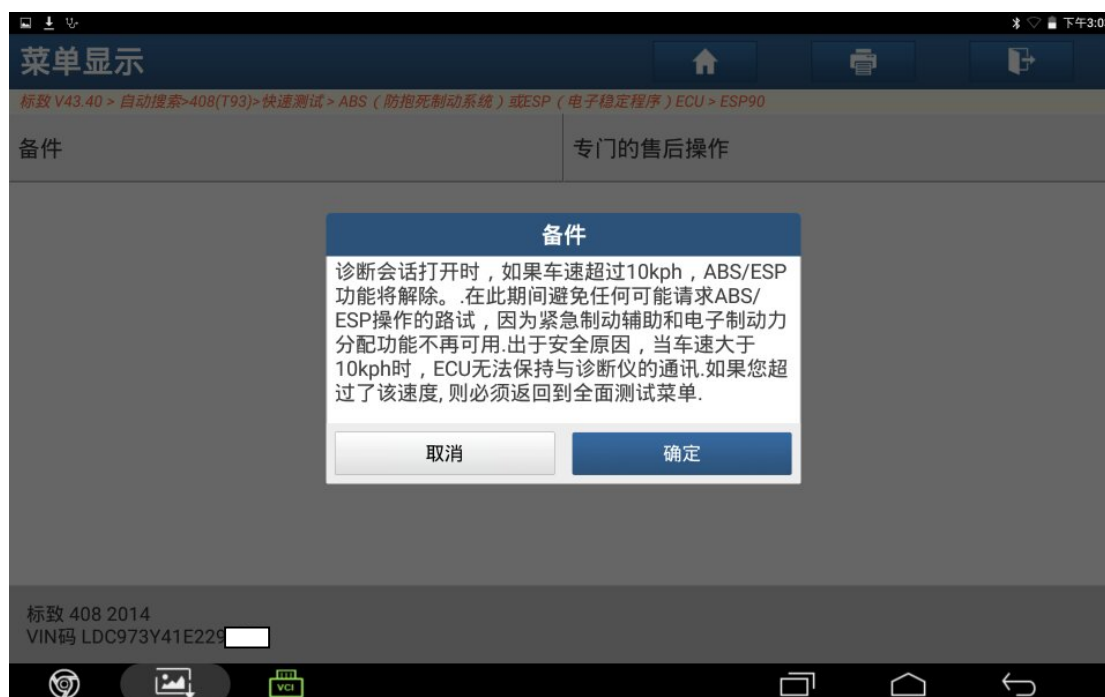 下午3:0
菜单显示
标致 V43.40 > 自动搜索>408(T93)>快速测试> ABS（防抱死制动系统）或ESP（电子稳定程序）ECU > ESP90
备件
专门的售后操作
备件
诊断会话打开时，如果车速超过10kph，ABS/ESP
功能将解除。.在此期间避免任何可能请求ABS/
ESP操作的路试，因为紧急制动辅助和电子制动力
分配功能不再可用.出于安全原因，当车速大于
10kph时，ECU无法保持与诊断仪的通讯.如果您超
过了该速度, 则必须返回到全面测试菜单.
取消
确定
标致 408 2014
VIN码 LDC973Y41E229
VCI